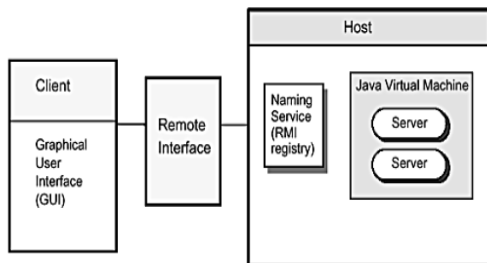 Client
Graphical
User
Interface
(GUI)
Remote
Interface
Host
Naming
Service
(RMI
registry)
Java Virtual Machine
Server
Server